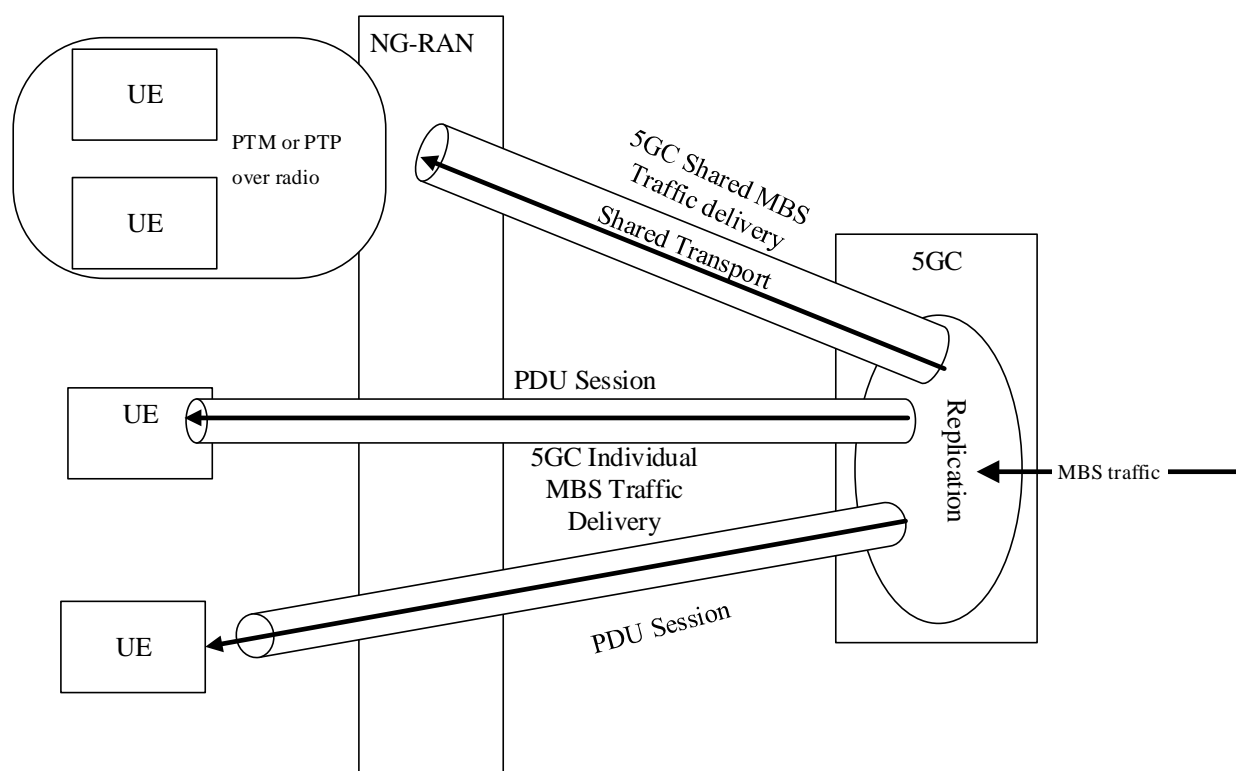 NG-RAN
UE
PTM or PTP
over radio
UE
5GC Shared MBS
Traffic delivery
Shared Transport
5GC
PDU Session
UE
Replication
MBS traffic
5GC Individual
MBS Traffic
Delivery
PDU Session
UE